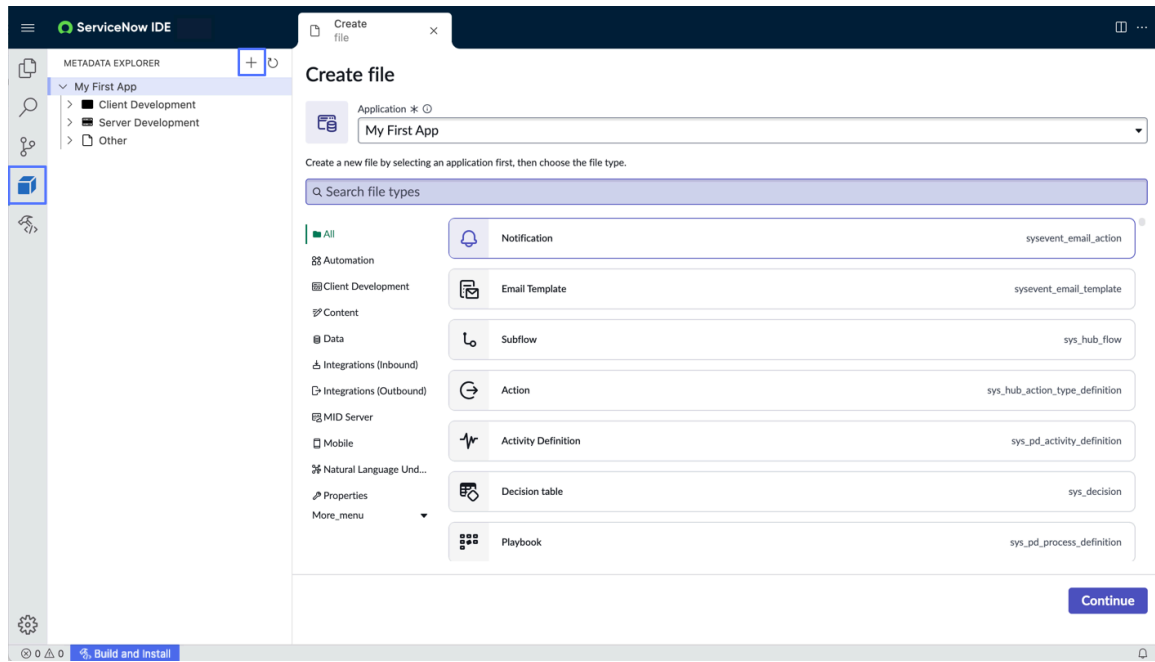 ServiceNow IDE
Create
file
METADATA EXPLORER
My First App
Client Development
Server Development
Other
Create file
Application
My First App
Create a new file by selecting an application first, then choose the file type.
Search file types
All
Automation
Client Development
Content
Data
Integrations (Inbound)
Integrations (Outbound)
MID Server
Mobile
Natural Language Und...
Properties
More_menu
Notification sysevent_email_action
Email Template sysevent_email_template
Subflow sys_hub_flow
Action sys_hub_action_type_definition
Activity Definition sys_pd_activity_definition
Decision table sys_decision
Playbook sys_pd_process_definition
Continue
0 0 Build and Install